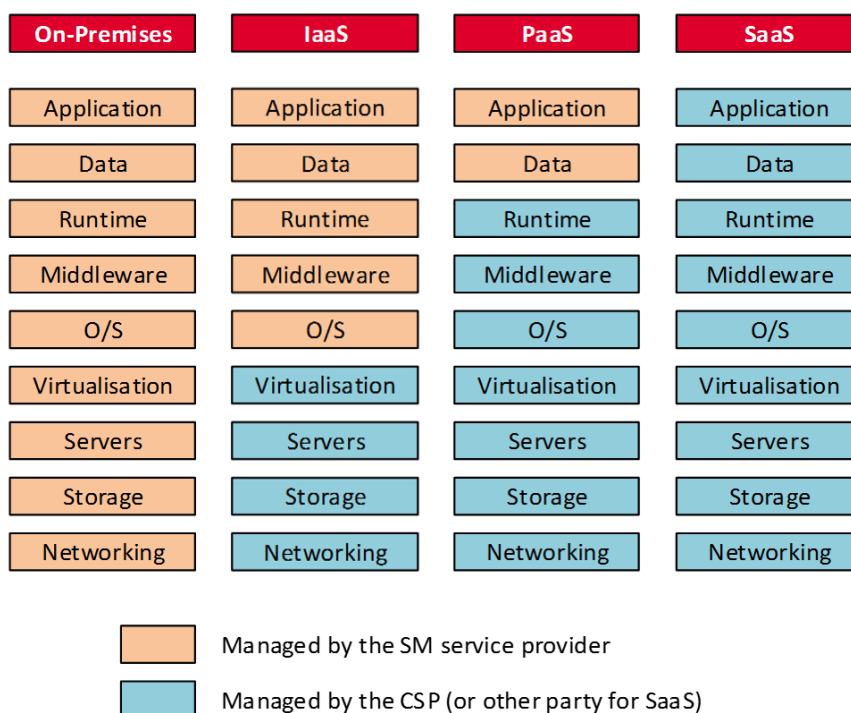 On-Premises IaaS PaaS SaaS
Application Application Application Application
Data Data Data Data
Runtime Runtime Runtime Runtime
Middleware Middleware Middleware Middleware
O/S O/S O/S O/S
Virtualisation Virtualisation Virtualisation Virtualisation
Servers Servers Servers Servers
Storage Storage Storage Storage
Networking Networking Networking Networking
Managed by the SM service provider
Managed by the CSP (or other party for SaaS)